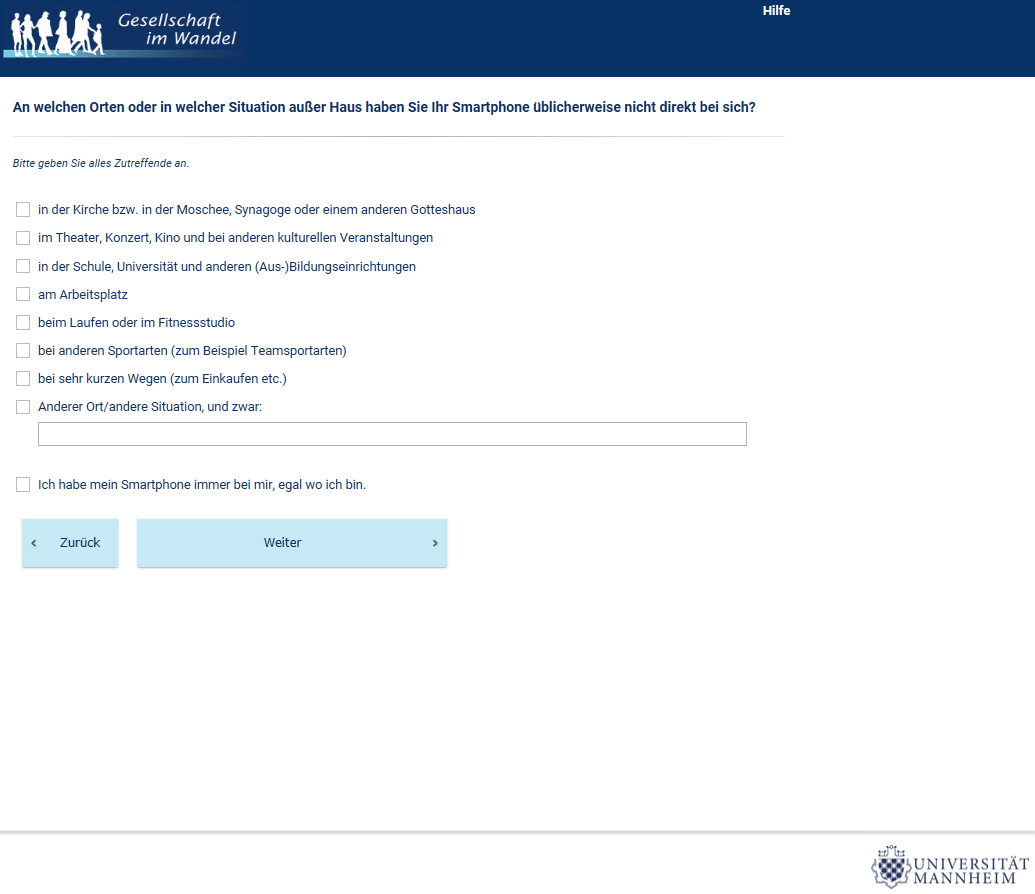 Gesellschaft
im Wandel
Hilfe
An welchen Orten oder in welcher Situation außer Haus haben Sie Ihr Smartphone üblicherweise nicht direkt bei sich?
Bitte geben Sie alles Zutreffende an.
in der Kirche bzw. in der Moschee, Synagoge oder einem anderen Gotteshaus
im Theater, Konzert, Kino und bei anderen kulturellen Veranstaltungen
in der Schule, Universität und anderen (Aus-)Bildungseinrichtungen
am Arbeitsplatz
beim Laufen oder im Fitnessstudio
bei anderen Sportarten (zum Beispiel Teamsportarten)
bei sehr kurzen Wegen (zum Einkaufen etc.)
Anderer Ort/andere Situation, und zwar:
Ich habe mein Smartphone immer bei mir, egal wo ich bin.
‹ Zurück
Weiter ›
UNIVERSITÄT
MANNHEIM